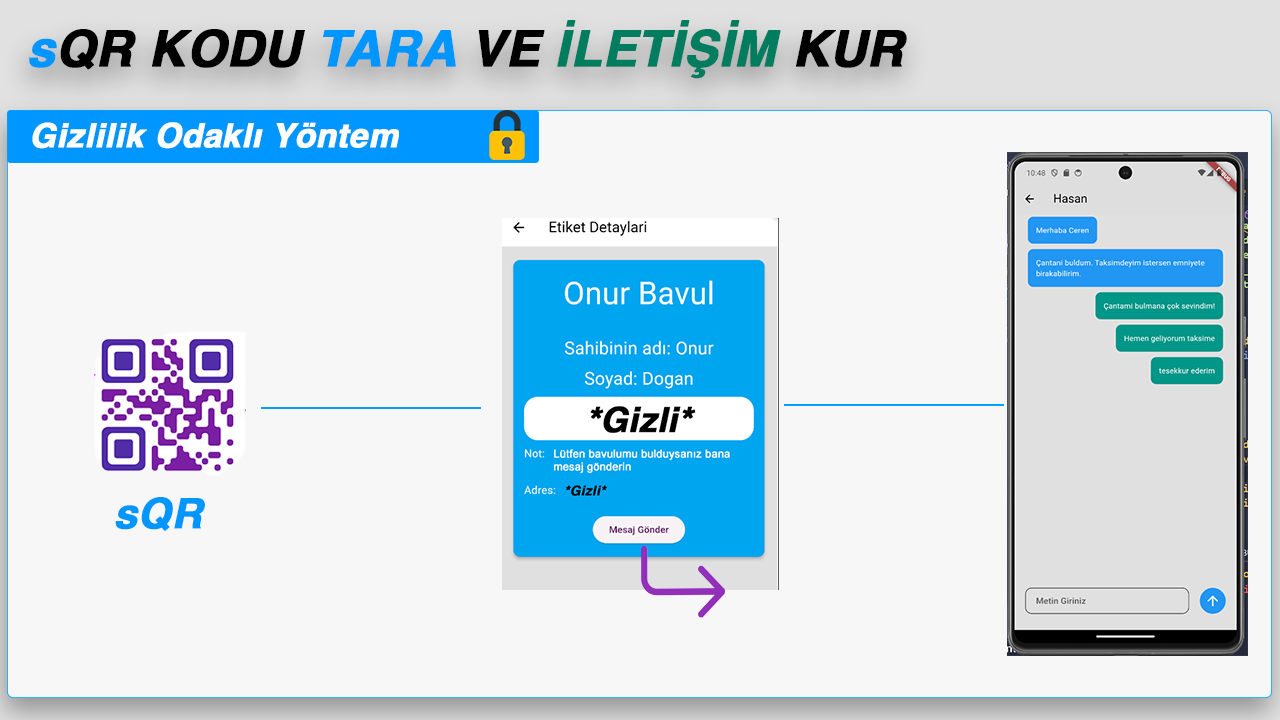 sQR KODU TARA VE İLETİŞİM KUR
Gizlilik Odaklı Yöntem
sQR
Etiket Detaylari
Onur Bavul
Sahibinin adı: Onur
Soyad: Dogan
*Gizli*
Not: Lütfen bavulumu bulduysanız bana
mesaj gönderin
Adres: *Gizli*
Mesaj Gönder
10:48
Hasan
Merhaba Ceren
Çantani buldum. Taksimdeyim istersen emniyete
birakabilirim.
Çantami bulmana çok sevindim!
Hemen geliyorum taksime
tesekkur ederim
Metin Giriniz